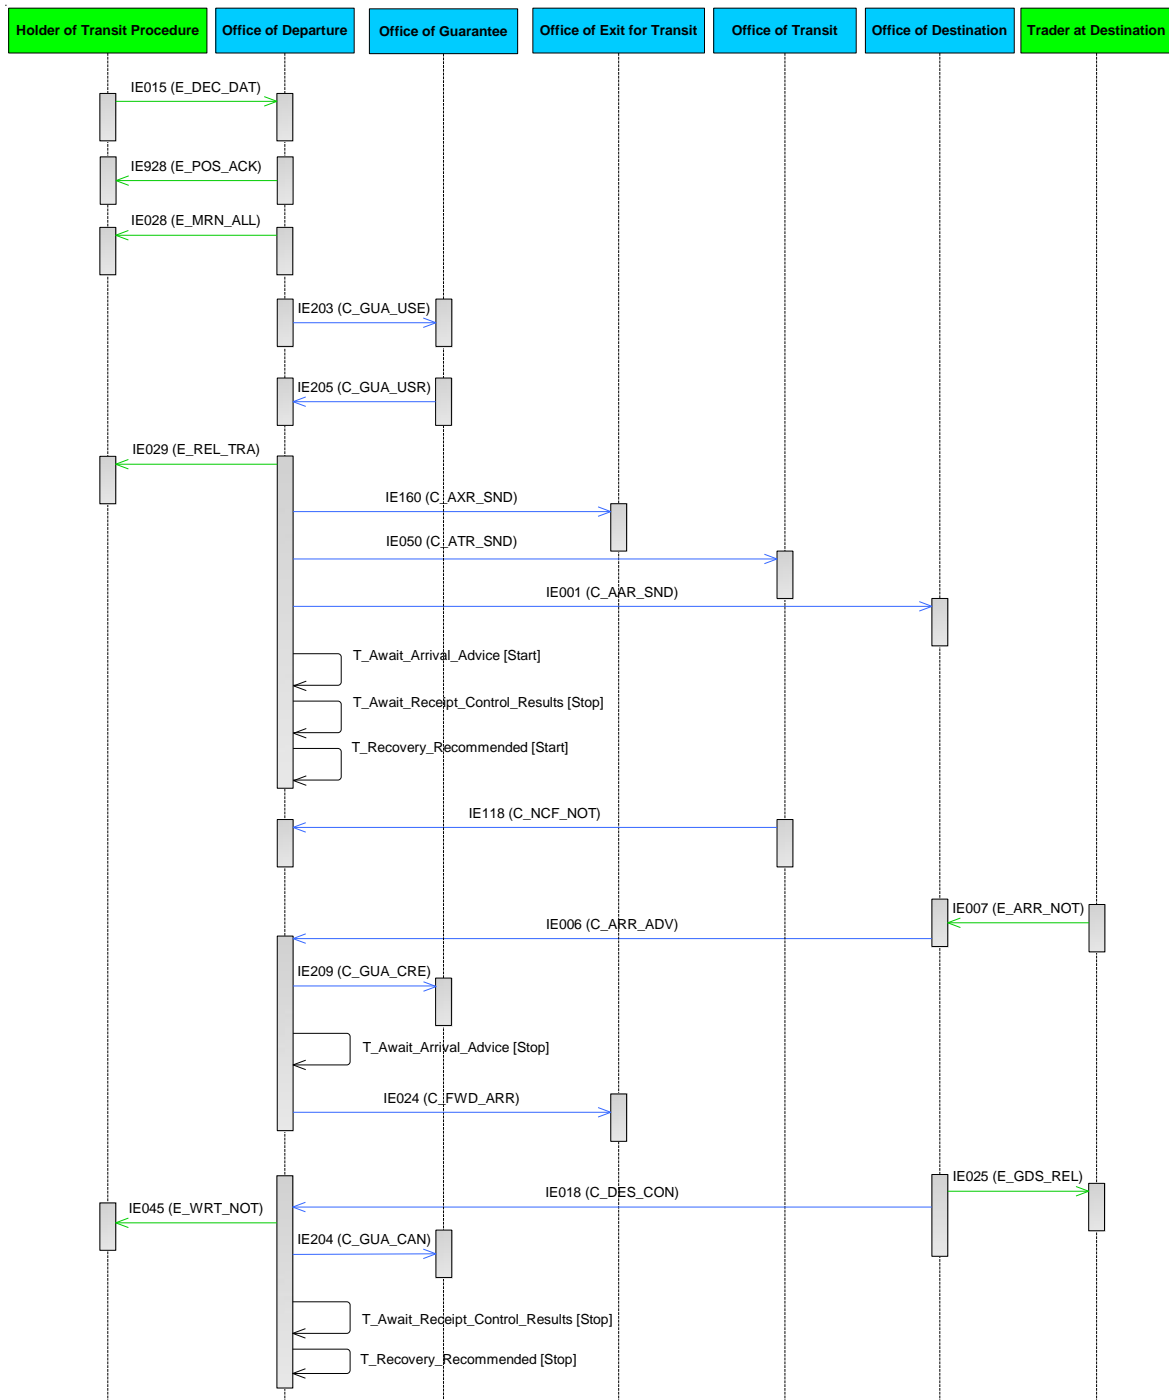 Holder of Transit Procedure
Office of Departure
Office of Guarantee
Office of Exit for Transit
Office of Transit
Office of Destination
Trader at Destination
IE015 (E_DEC_DAT)
IE928 (E_POS_ACK)
IE028 (E_MRN_ALL)
IE203 (C_GUA_USE)
IE205 (C_GUA_USR)
IE029 (E_REL_TRA)
IE160 (C_AXR_SND)
IE050 (C_ATR_SND)
IE001 (C_AAR_SND)
T_Await_Arrival_Advice [Start]
T_Await_Receipt_Control_Results [Stop]
T_Recovery_Recommended [Start]
IE118 (C_NCF_NOT)
IE007 (E_ARR_NOT)
IE006 (C_ARR_ADV)
IE209 (C_GUA_CRE)
T_Await_Arrival_Advice [Stop]
IE024 (C_FWD_ARR)
IE025 (E_GDS_REL)
IE018 (C_DES_CON)
IE045 (E_WRT_NOT)
IE204 (C_GUA_CAN)
T_Await_Receipt_Control_Results [Stop]
T_Recovery_Recommended [Stop]